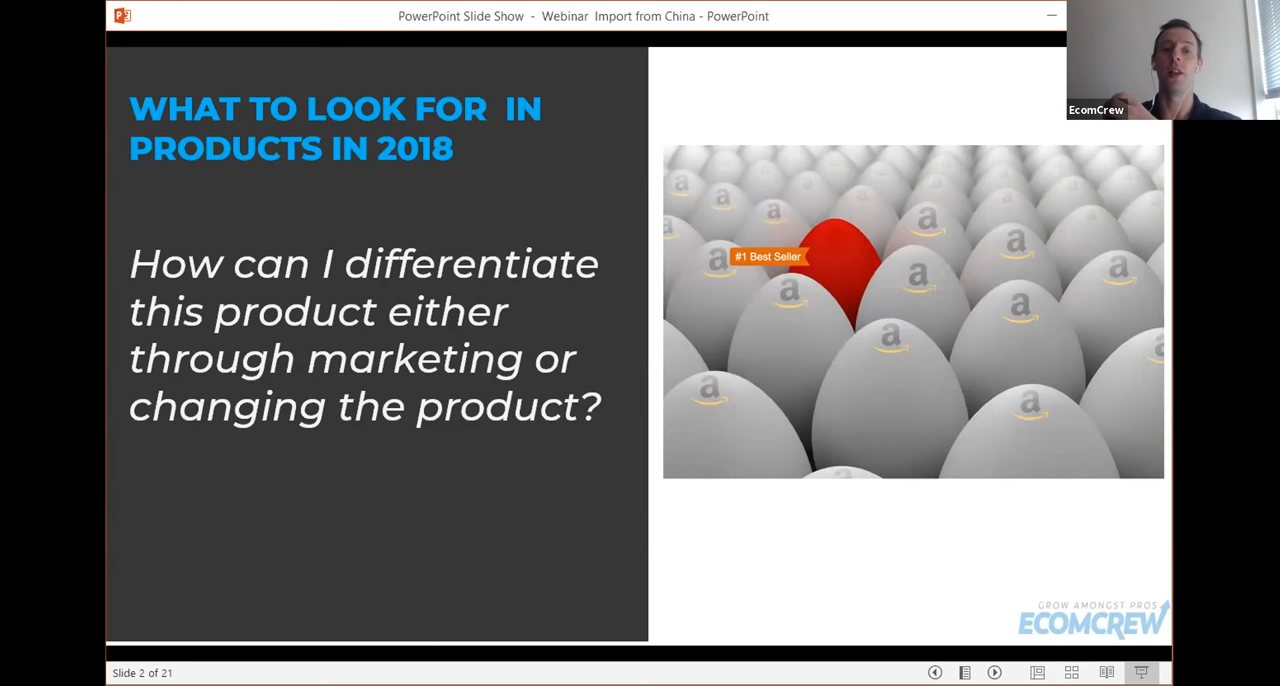 PowerPoint Slide Show - Webinar Import from China - PowerPoint
EcomCrew
WHAT TO LOOK FOR IN
PRODUCTS IN 2018
How can I differentiate
this product either
through marketing or
changing the product?
#1 Best Seller
a
a
a
a
a
a
a
a
a
a
a
a
GROW AMONGST PROS
ECOMCREW
Slide 2 of 21